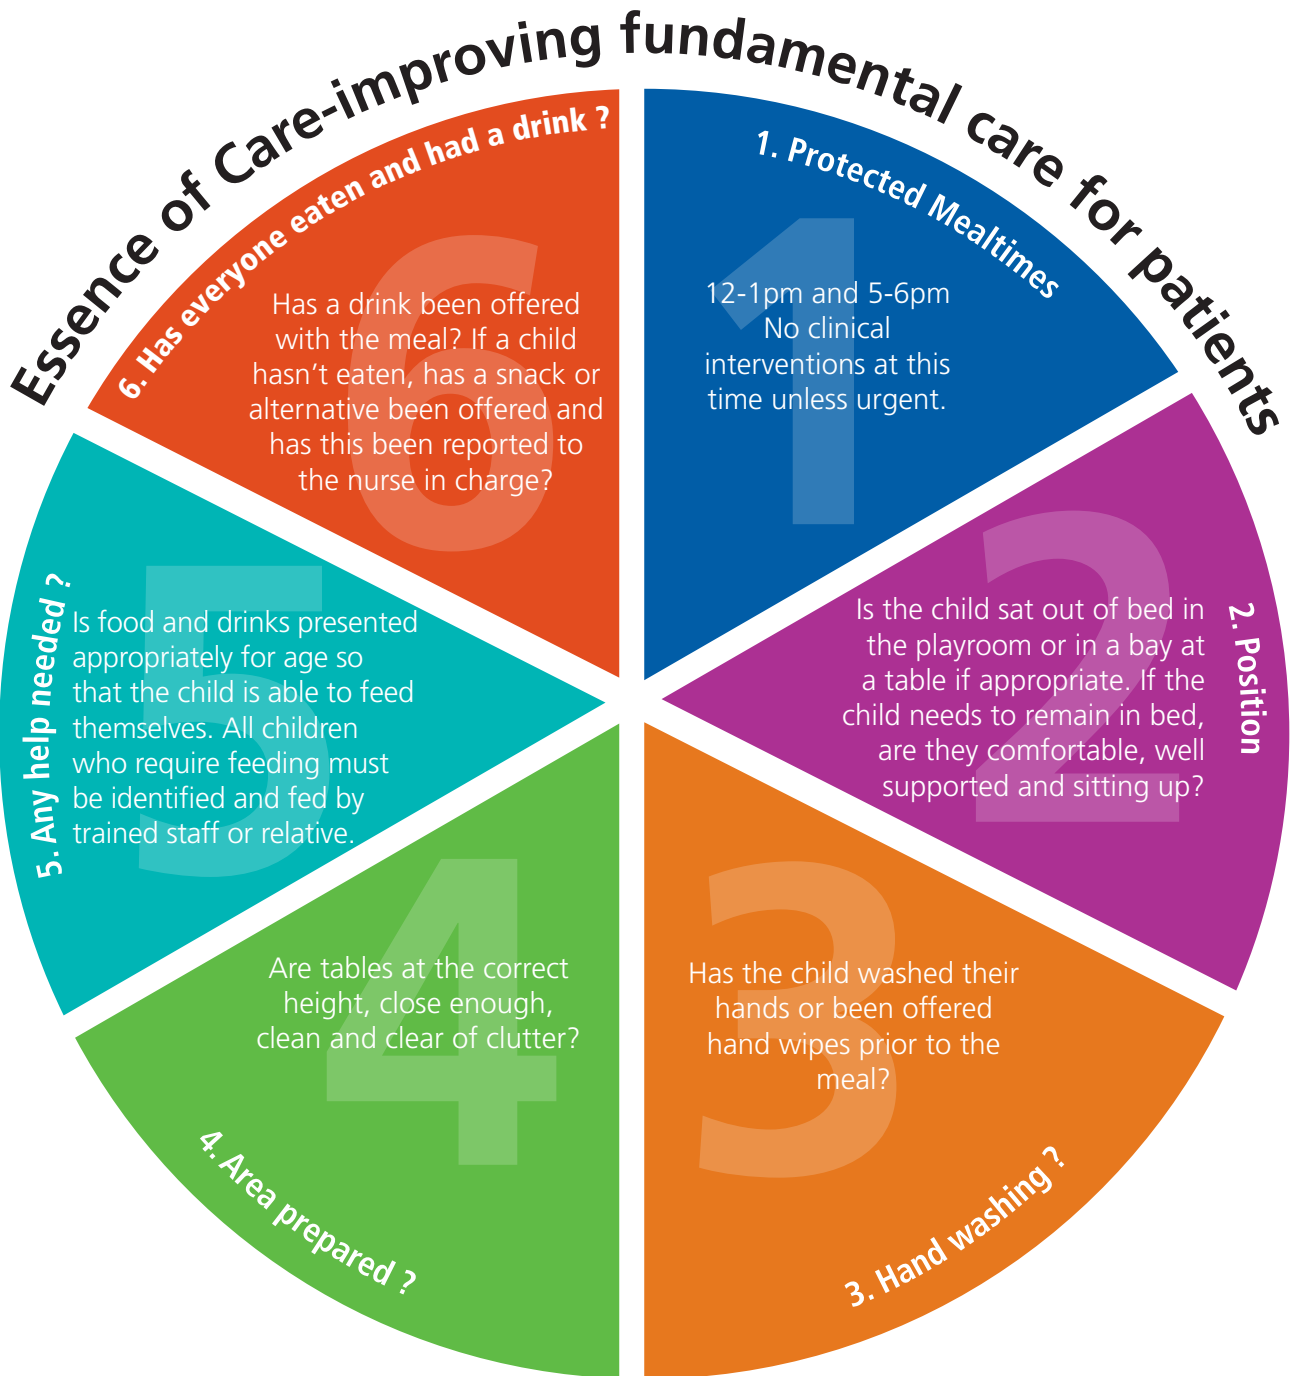 Essence of Care-improving fundamental care for patients
1. Protected Mealtimes
1
12-1pm and 5-6pm
No clinical
interventions at this
time unless urgent.
2. Position
2
Is the child sat out of bed in
the playroom or in a bay at
a table if appropriate. If the
child needs to remain in bed,
are they comfortable, well
supported and sitting up?
3
Has the child washed their
hands or been offered
hand wipes prior to the
meal?
3. Hand washing ?
4
Are tables at the correct
height, close enough,
clean and clear of clutter?
4. Area prepared ?
5. Any help needed ?
5
Is food and drinks presented
appropriately for age so
that the child is able to feed
themselves. All children
who require feeding must
be identified and fed by
trained staff or relative.
6. Has everyone eaten and had a drink ?
6
Has a drink been offered
with the meal? If a child
hasn’t eaten, has a snack or
alternative been offered and
has this been reported to
the nurse in charge?